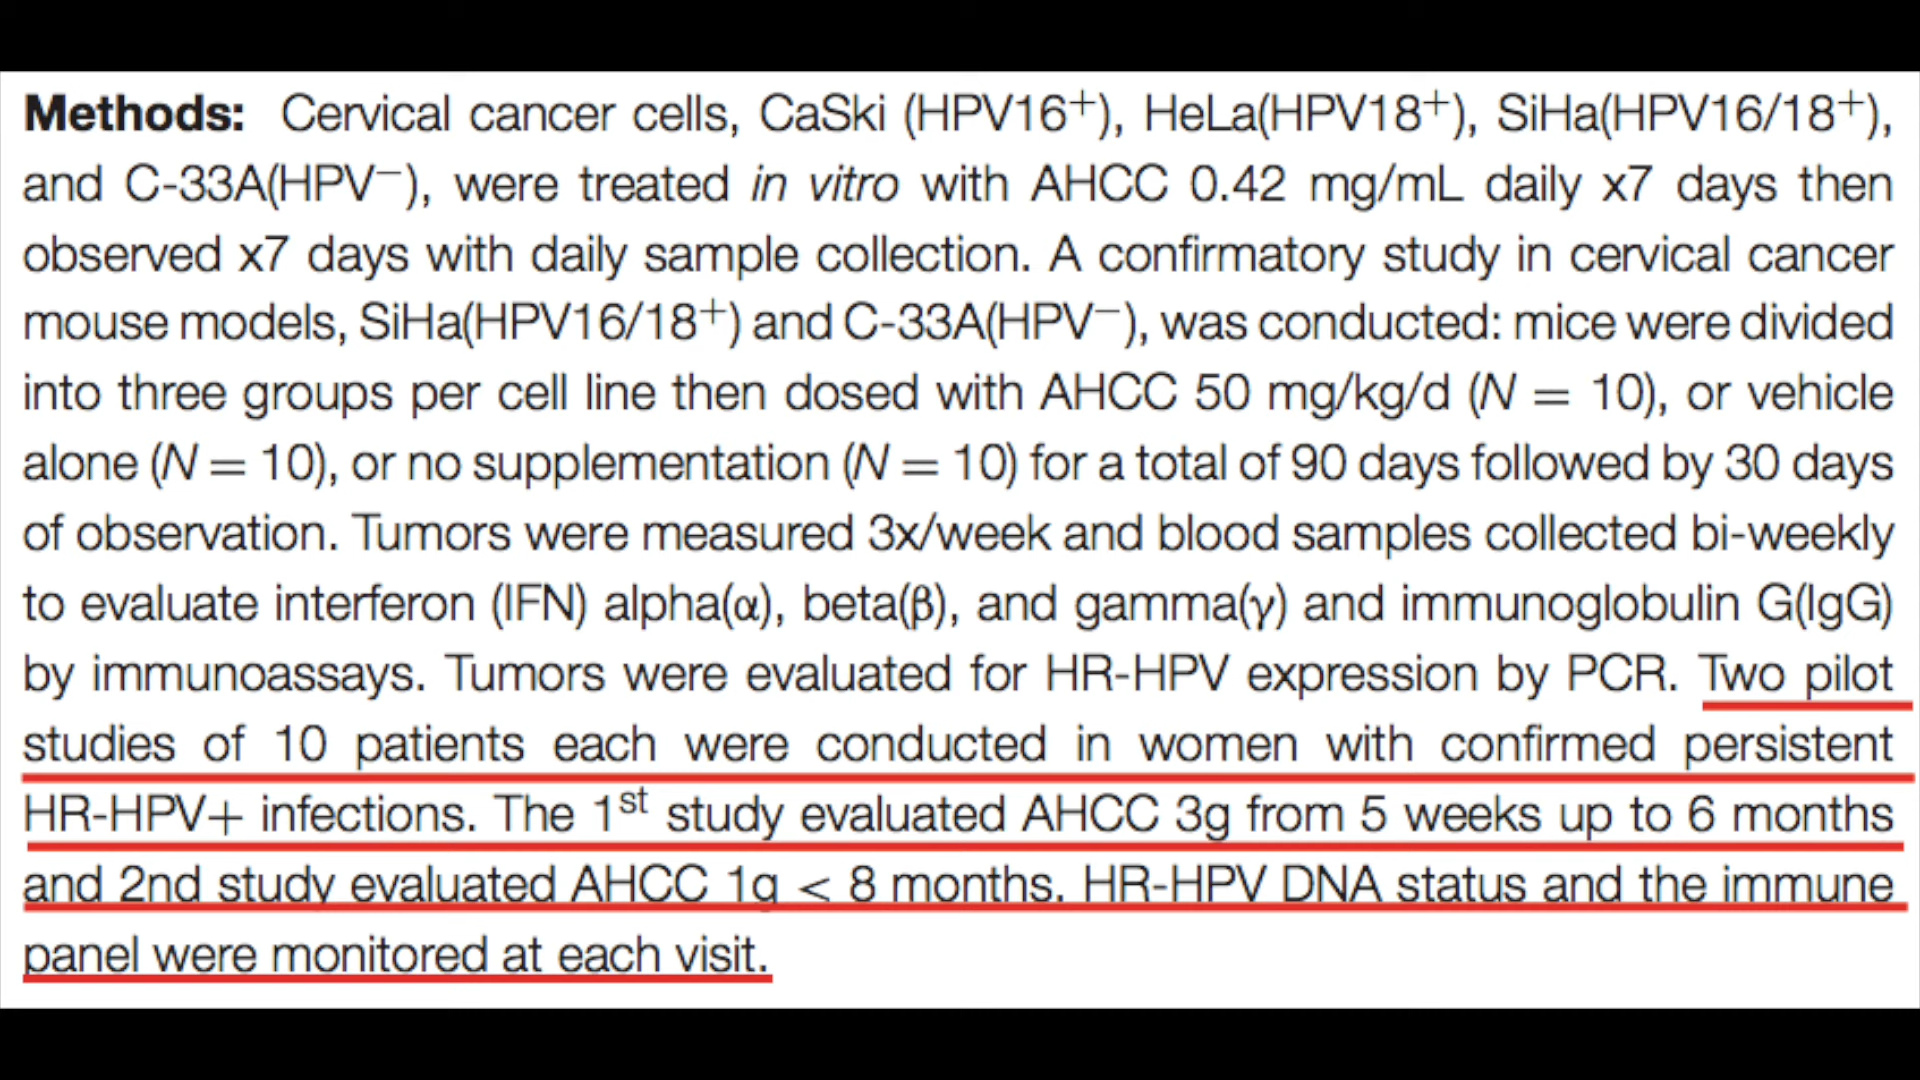 Methods: Cervical cancer cells, CaSki (HPV16⁺), HeLa(HPV18⁺), SiHa(HPV16/18⁺),
and C-33A(HPV⁻), were treated in vitro with AHCC 0.42 mg/mL daily x7 days then
observed x7 days with daily sample collection. A confirmatory study in cervical cancer
mouse models, SiHa(HPV16/18⁺) and C-33A(HPV⁻), was conducted: mice were divided
into three groups per cell line then dosed with AHCC 50 mg/kg/d (N = 10), or vehicle
alone (N = 10), or no supplementation (N = 10) for a total of 90 days followed by 30 days
of observation. Tumors were measured 3x/week and blood samples collected bi-weekly
to evaluate interferon (IFN) alpha(α), beta(β), and gamma(γ) and immunoglobulin G(IgG)
by immunoassays. Tumors were evaluated for HR-HPV expression by PCR. Two pilot
studies of 10 patients each were conducted in women with confirmed persistent
HR-HPV+ infections. The 1ˢᵗ study evaluated AHCC 3g from 5 weeks up to 6 months
and 2nd study evaluated AHCC 1g < 8 months. HR-HPV DNA status and the immune
panel were monitored at each visit.